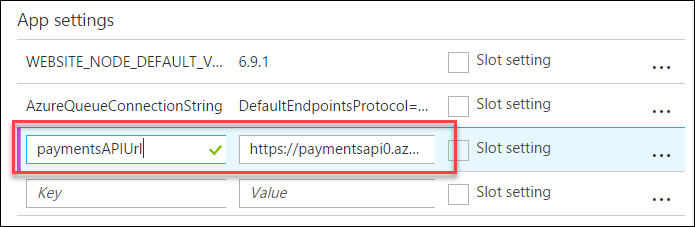 App settings
WEBSITE_NODE_DEFAULT_V... 6.9.1 Slot setting ...
AzureQueueConnectionString DefaultEndpointsProtocol=... Slot setting ...
paymentsAPIUrl https://paymentsapi0.az... Slot setting ...
Key Value Slot setting ...